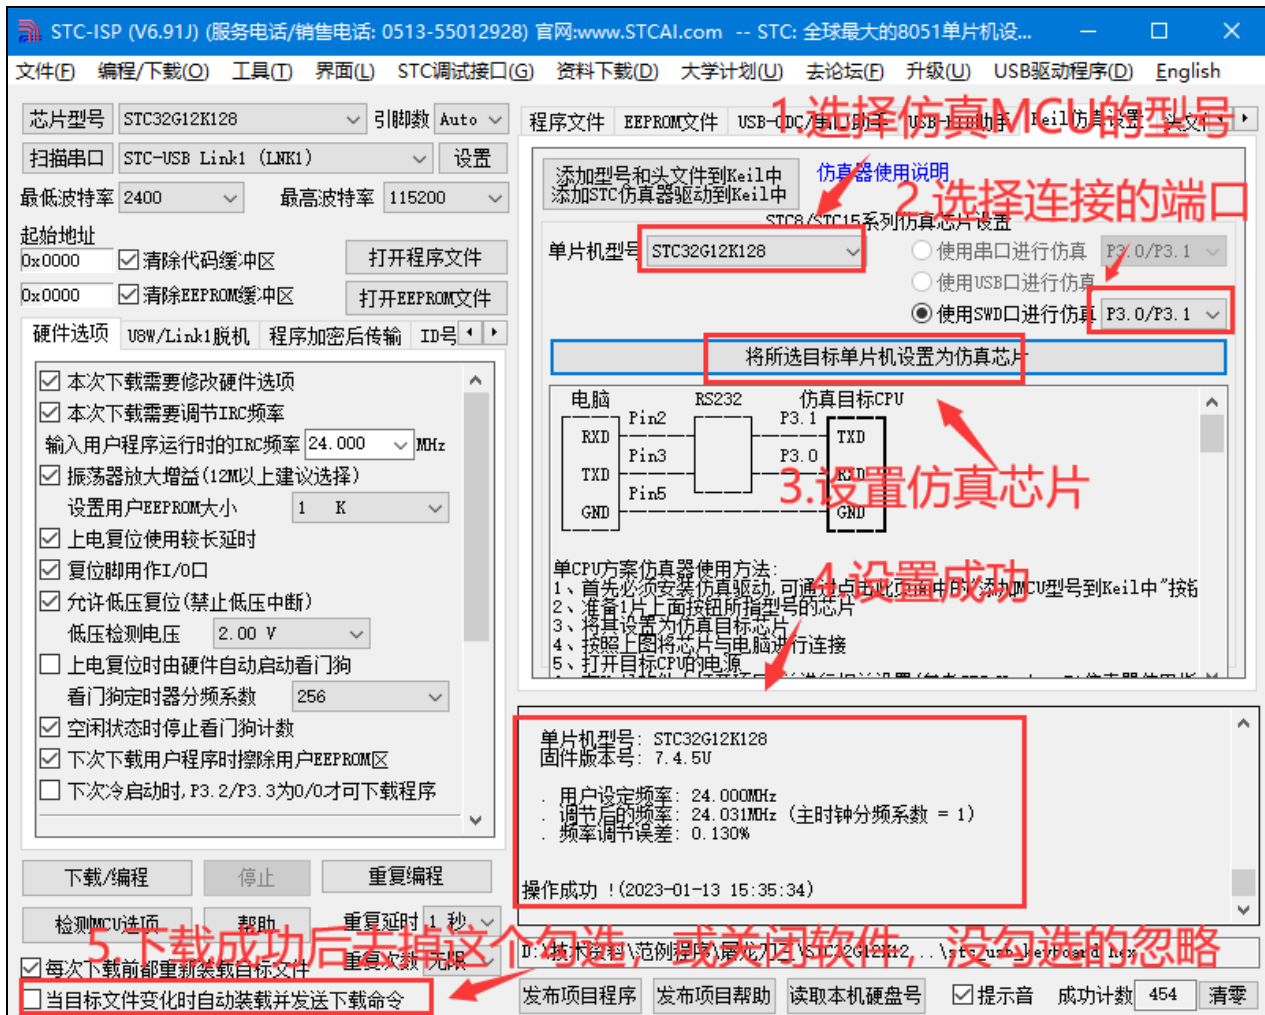 STC-ISP (V6.91J) (服务电话/销售电话: 0513-55012928) 官网:www.STCAI.com -- STC: 全球最大的8051单片机设...
文件(F) 编程/下载(O) 工具(T) 界面(L) STC调试接口(G) 资料下载(D) 大学计划(U) 去论坛(F) 升级(U) USB驱动程序(D) English
1.选择仿真MCU的型号
芯片型号 STC32G12K128 引脚数 Auto
扫描串口 STC-USB Link1 (LNK1) 设置
最低波特率 2400 最高波特率 115200
起始地址
0x0000 清除代码缓冲区 打开程序文件
0x0000 清除EEPROM缓冲区 打开EEPROM文件
硬件选项 U8W/Link1脱机 程序加密后传输 ID号
本次下载需要修改硬件选项
本次下载需要调节IRC频率
输入用户程序运行时的IRC频率 24.000 MHz
振荡器放大增益(12M以上建议选择)
设置用户EEPROM大小 1 K
上电复位使用较长延时
复位脚用作I/O口
允许低压复位(禁止低压中断)
低压检测电压 2.00 V
上电复位时由硬件自动启动看门狗
看门狗定时器分频系数 256
空闲状态时停止看门狗计数
下次下载用户程序时擦除用户EEPROM区
下次冷启动时,P3.2/P3.3为0/0才可下载程序
下载/编程 停止 重复编程
检测MCU选项 帮助 重复延时 1 秒
每次下载前都重新装载目标文件 重复次数 无限
当目标文件变化时自动装载并发送下载命令
程序文件 EEPROM文件 USB-CDC/串口助手 USB-HID助手 Keil仿真设置 头文件
添加型号和头文件到Keil中
添加STC仿真器驱动到Keil中
仿真器使用说明
2.选择连接的端口
STC8/STC15系列仿真芯片设置
单片机型号 STC32G12K128
使用串口进行仿真 P3.0/P3.1
使用USB口进行仿真
使用SWD口进行仿真 P3.0/P3.1
将所选目标单片机设置为仿真芯片
电脑 RS232 仿真目标CPU
RXD Pin2 P3.1 TXD
TXD Pin3 P3.0 RXD
GND Pin5 GND
3.设置仿真芯片
单CPU方案仿真器使用方法:
1、首先必须安装仿真驱动,可通过点击此页面中的"添加MCU型号到Keil中"按钮
2、准备1片上面按钮所指型号的芯片
3、将其设置为仿真目标芯片
4、按照上图将芯片与电脑进行连接
5、打开目标CPU的电源
4.设置成功
单片机型号: STC32G12K128
固件版本号: 7.4.5U
. 用户设定频率: 24.000MHz
. 调节后的频率: 24.031MHz (主时钟分频系数 = 1)
. 频率调节误差: 0.130%
操作成功 !(2023-01-13 15:35:34)
5.下载成功后去掉这个勾选，或关闭软件，没勾选的忽略
发布项目程序 发布项目帮助 读取本机硬盘号 提示音 成功计数 454 清零